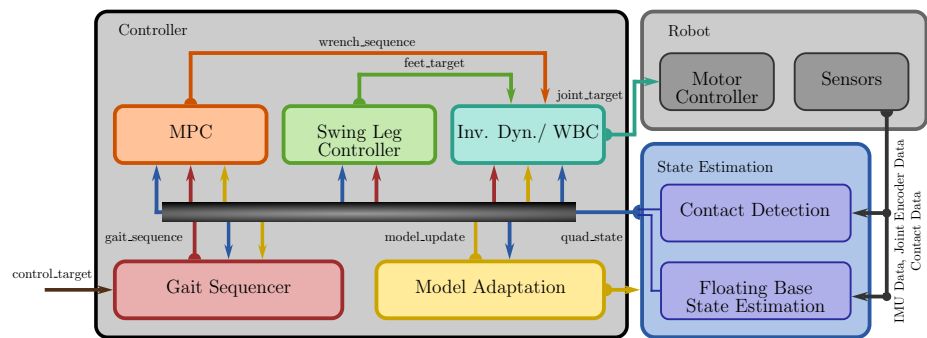 Controller
Robot
wrench_sequence
feet_target
joint_target
Motor
Controller
Sensors
MPC
Swing Leg
Controller
Inv. Dyn./ WBC
State Estimation
Contact Detection
gait_sequence
model_update
quad_state
control_target
Gait Sequencer
Model Adaptation
Floating Base
State Estimation
IMU Data, Joint Encoder Data
Contact Data